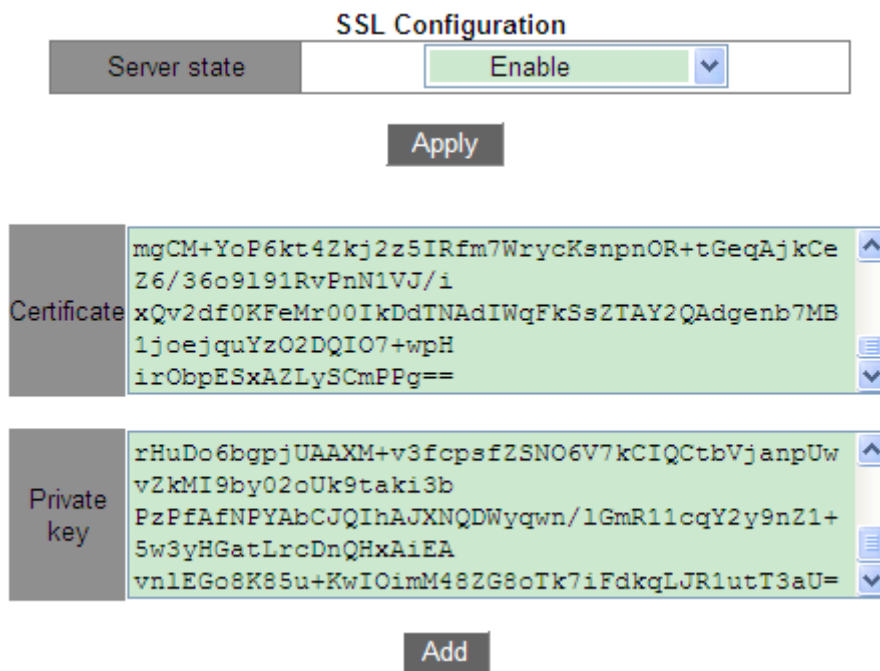 SSL Configuration
Server state
Enable
Apply
Certificate
mgCM+YoP6kt4Zkj2z5IRfm7WrycKsnpnOR+tGeqAjkCe
Z6/36o9l91RvPnN1VJ/i
xQv2df0KFeMr00IkDdTNAdIWqFkSsZTAY2QAdgenb7MB
1joejquYzO2DQIO7+wpH
irObpESxAZLySCmPPg==
Private
key
rHuDo6bgpjUAAXM+v3fcpsfZSNO6V7kCIQCtbVjanpUw
vZkMI9by02oUk9taki3b
PzPfAfNPYAbCJQIhAJXNQDWyqwn/lGmR11cqY2y9nZ1+
5w3yHGatLrcDnQHxAiEA
vnlEGo8K85u+KwIOimM48ZG8oTk7iFdkqLJR1utT3aU=
Add